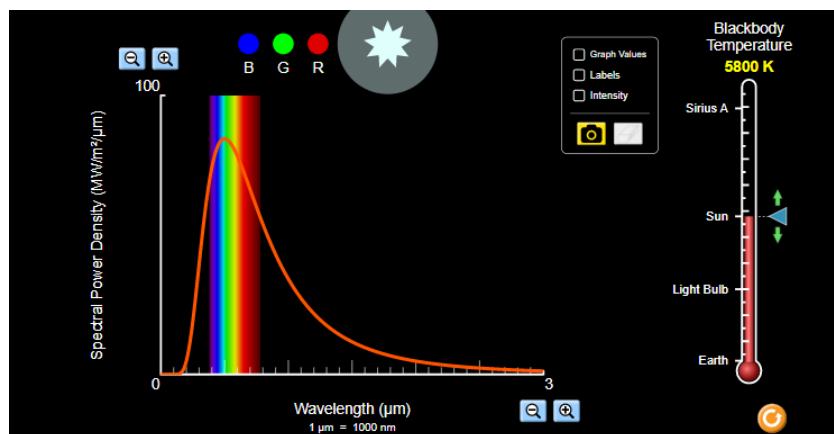 Blackbody
Temperature
5800 K
B G R
Graph Values
Labels
Intensity
100
Spectral Power Density (MW/m²/µm)
Sirius A
Sun
Light Bulb
Earth
0
3
Wavelength (µm)
1 µm = 1000 nm